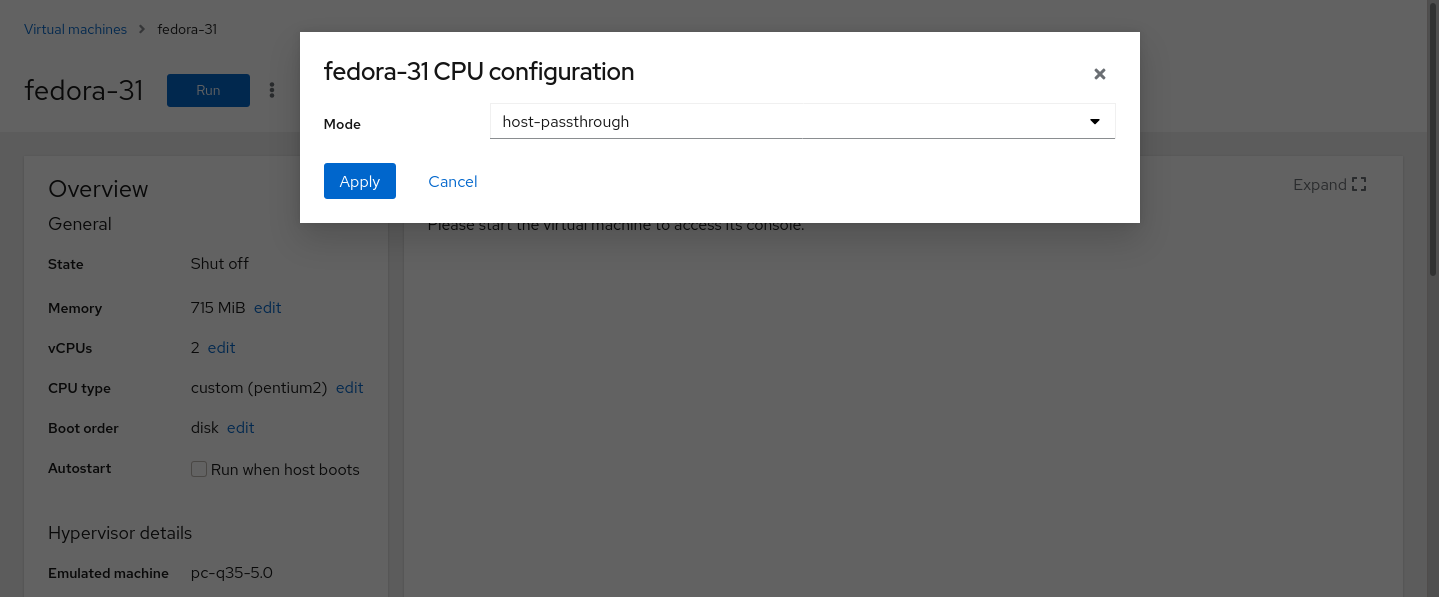 Virtual machines > fedora-31
fedora-31 Run
fedora-31 CPU configuration
Mode host-passthrough
Apply Cancel
Overview
General
State Shut off
Memory 715 MiB edit
vCPUs 2 edit
CPU type custom (pentium2) edit
Boot order disk edit
Autostart Run when host boots
Hypervisor details
Emulated machine pc-q35-5.0
Expand
Please start the virtual machine to access its console.